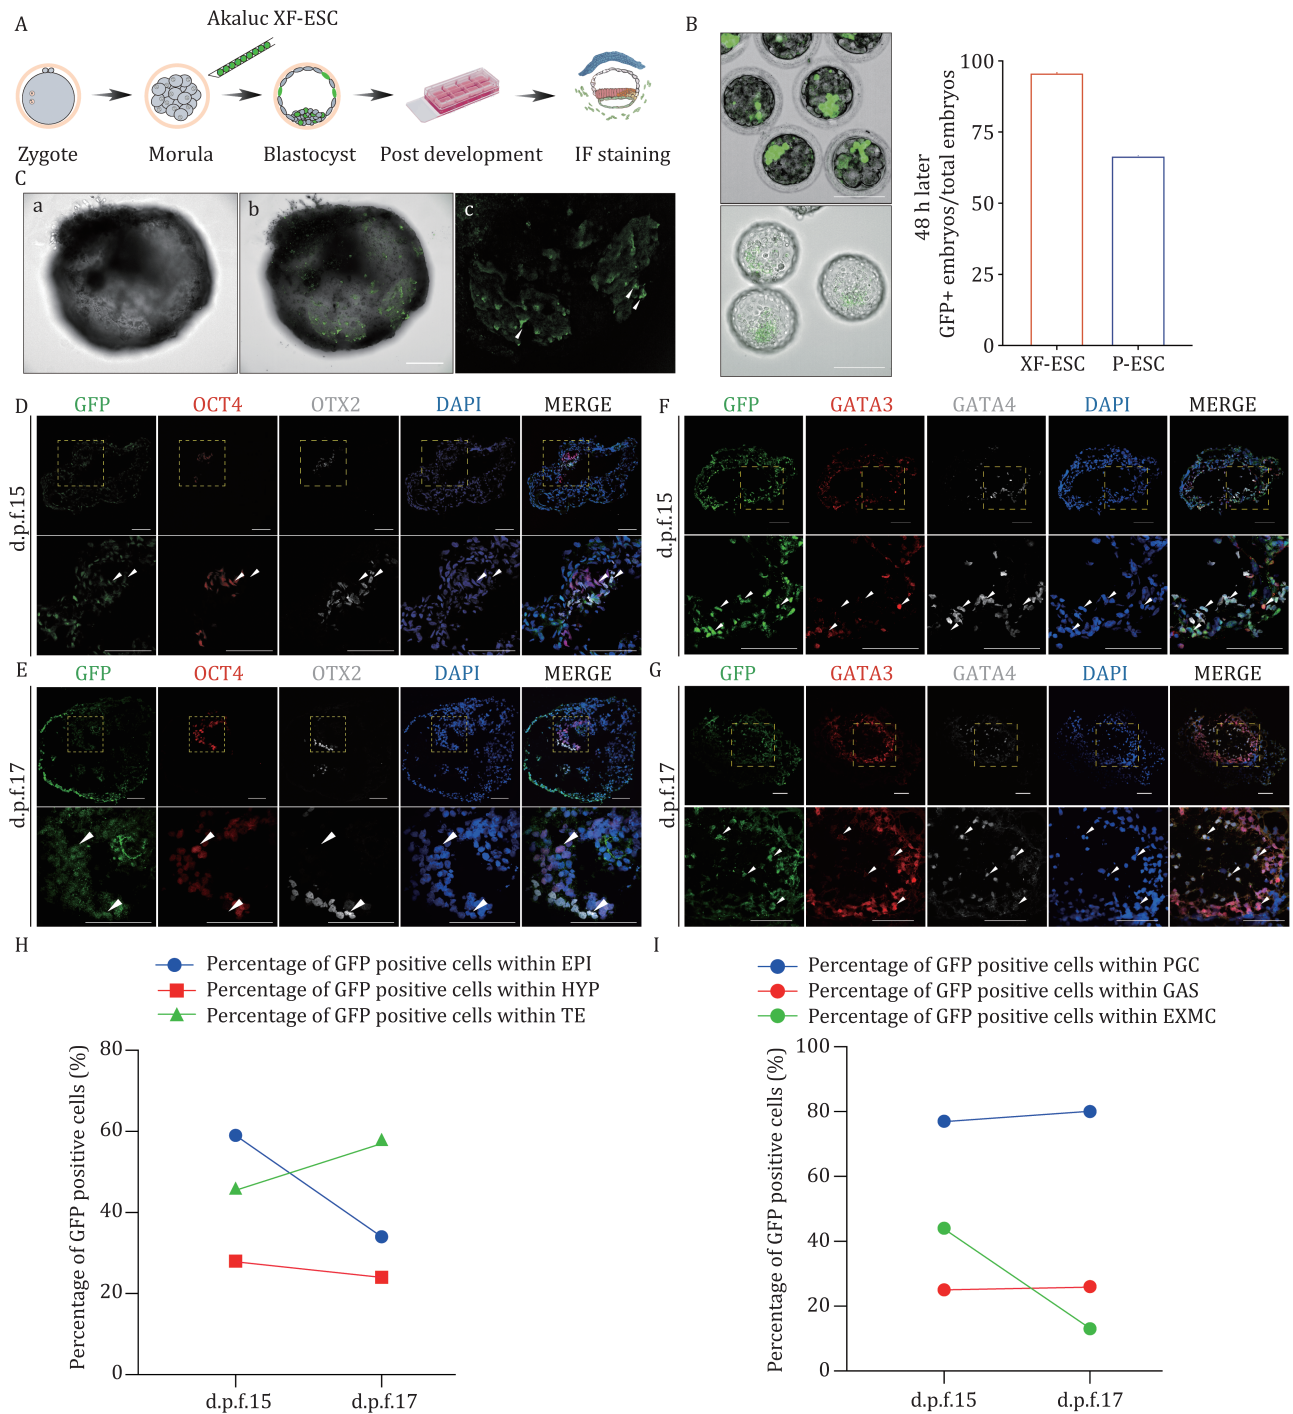 A
Akaluc XF-ESC
Zygote
Morula
Blastocyst
Post development
IF staining
B
48 h later
GFP+ embryos/total embryos
100
75
50
25
0
XF-ESC
P-ESC
C
a
b
c
D
GFP
OCT4
OTX2
DAPI
MERGE
d.p.f.15
F
GFP
GATA3
GATA4
DAPI
MERGE
d.p.f.15
E
GFP
OCT4
OTX2
DAPI
MERGE
d.p.f.17
G
GFP
GATA3
GATA4
DAPI
MERGE
d.p.f.17
H
Percentage of GFP positive cells within EPI
Percentage of GFP positive cells within HYP
Percentage of GFP positive cells within TE
Percentage of GFP positive cells (%)
80
60
40
20
0
d.p.f.15
d.p.f.17
I
Percentage of GFP positive cells within PGC
Percentage of GFP positive cells within GAS
Percentage of GFP positive cells within EXMC
Percentage of GFP positive cells (%)
100
80
60
40
20
0
d.p.f.15
d.p.f.17